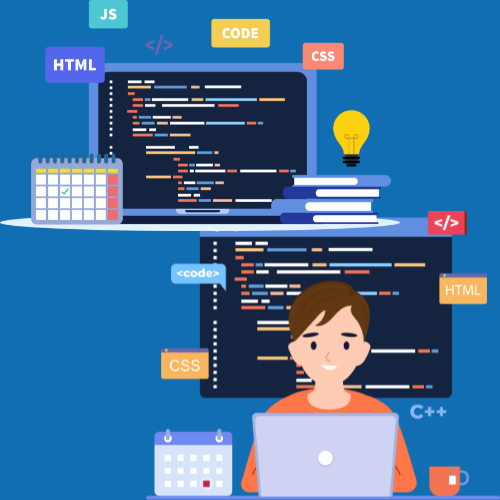 JS
</>
CODE
HTML
CSS
</>
<code>
HTML
CSS
C++